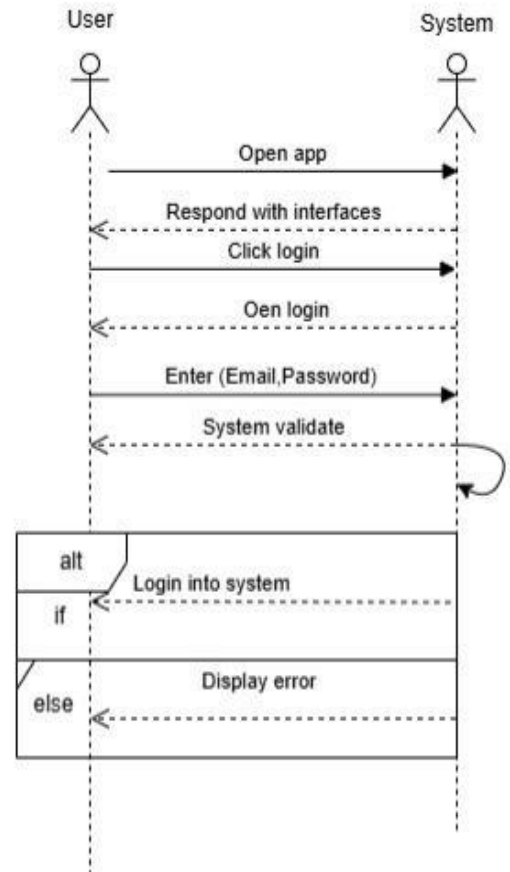 User
System
Open app
Respond with interfaces
Click login
Oen login
Enter (Email,Password)
System validate
alt
Login into system
if
Display error
else